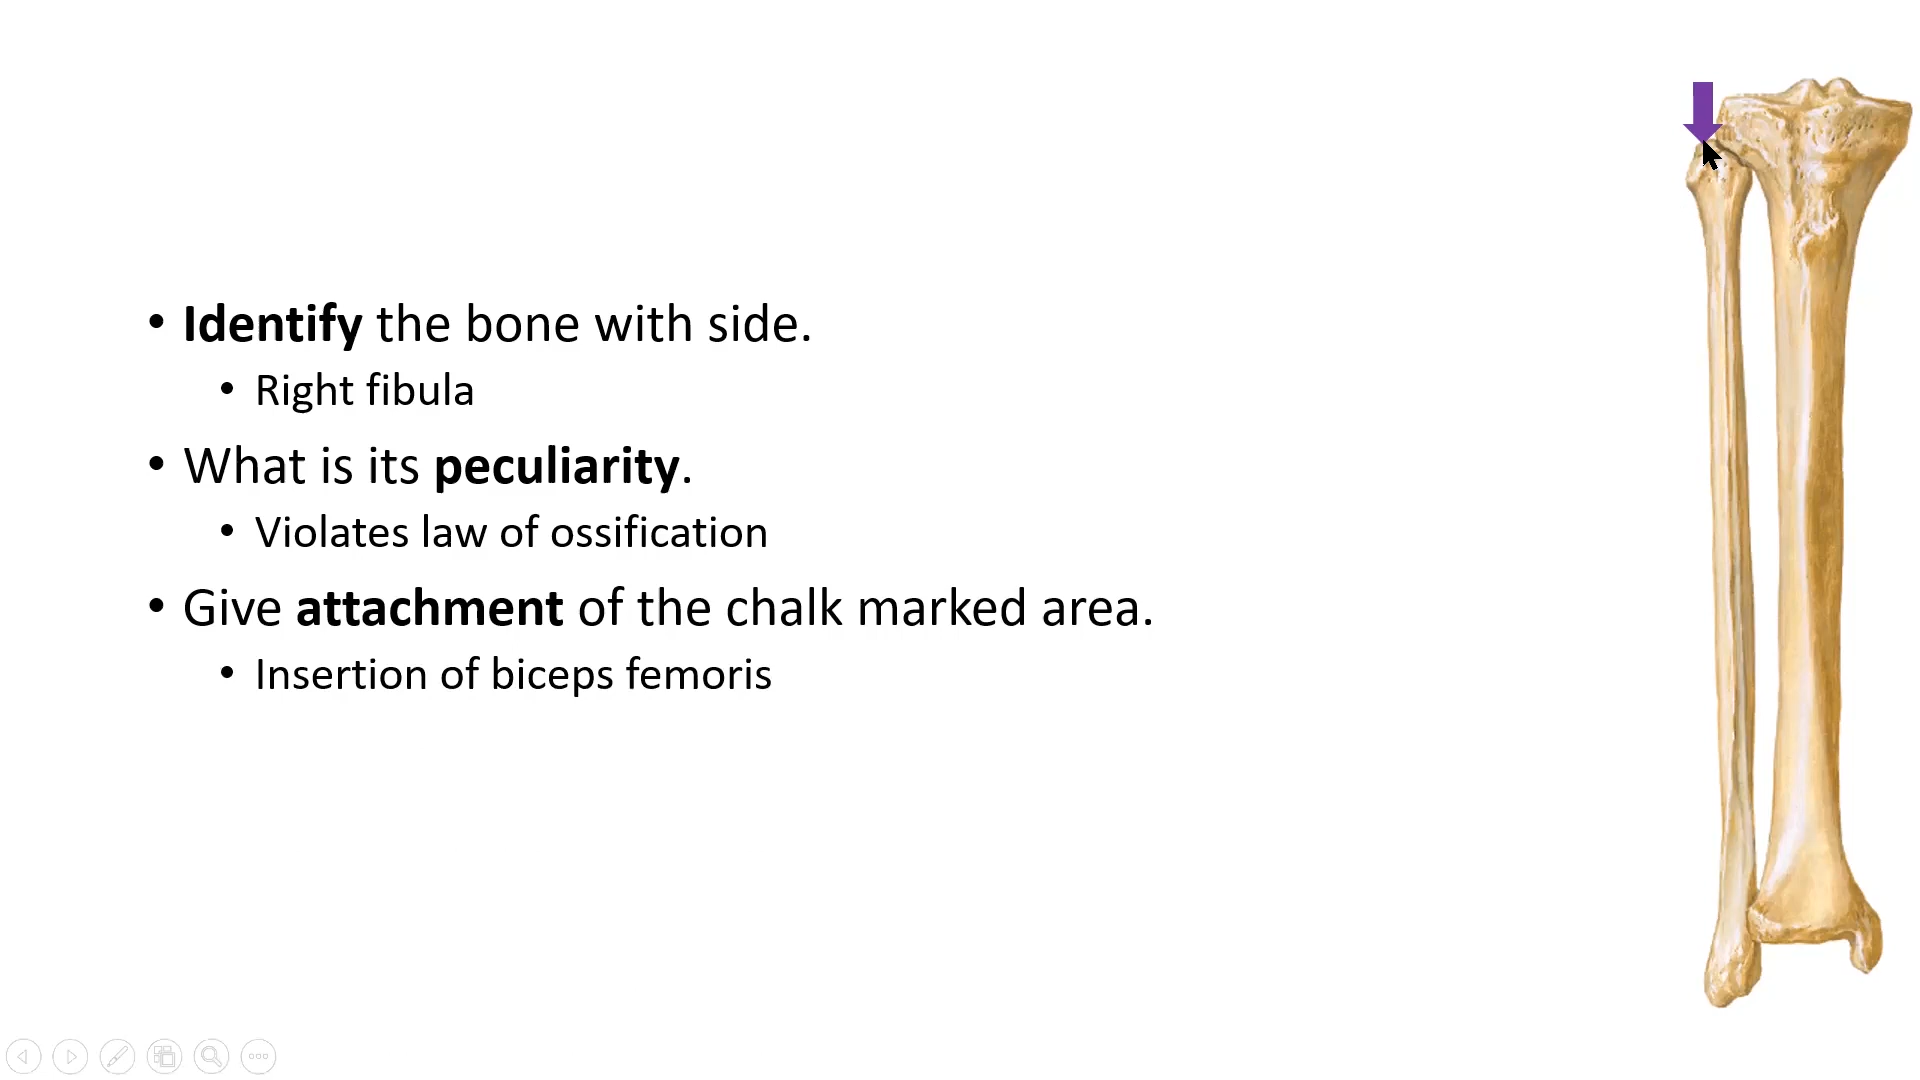 • Identify the bone with side.
• Right fibula
• What is its peculiarity.
• Violates law of ossification
• Give attachment of the chalk marked area.
• Insertion of biceps femoris